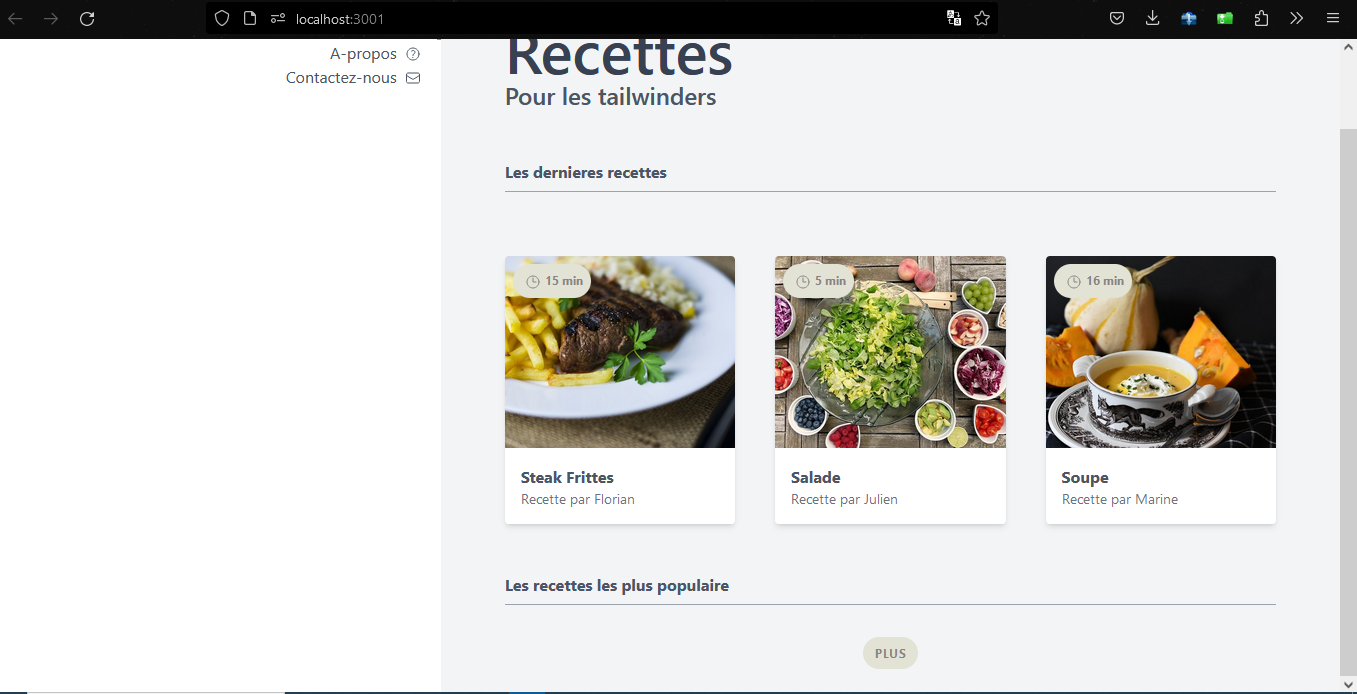 localhost:3001
A-propos
Contactez-nous
Recettes
Pour les tailwinders
Les dernieres recettes
15 min
5 min
16 min
Steak Frittes
Recette par Florian
Salade
Recette par Julien
Soupe
Recette par Marine
Les recettes les plus populaire
PLUS